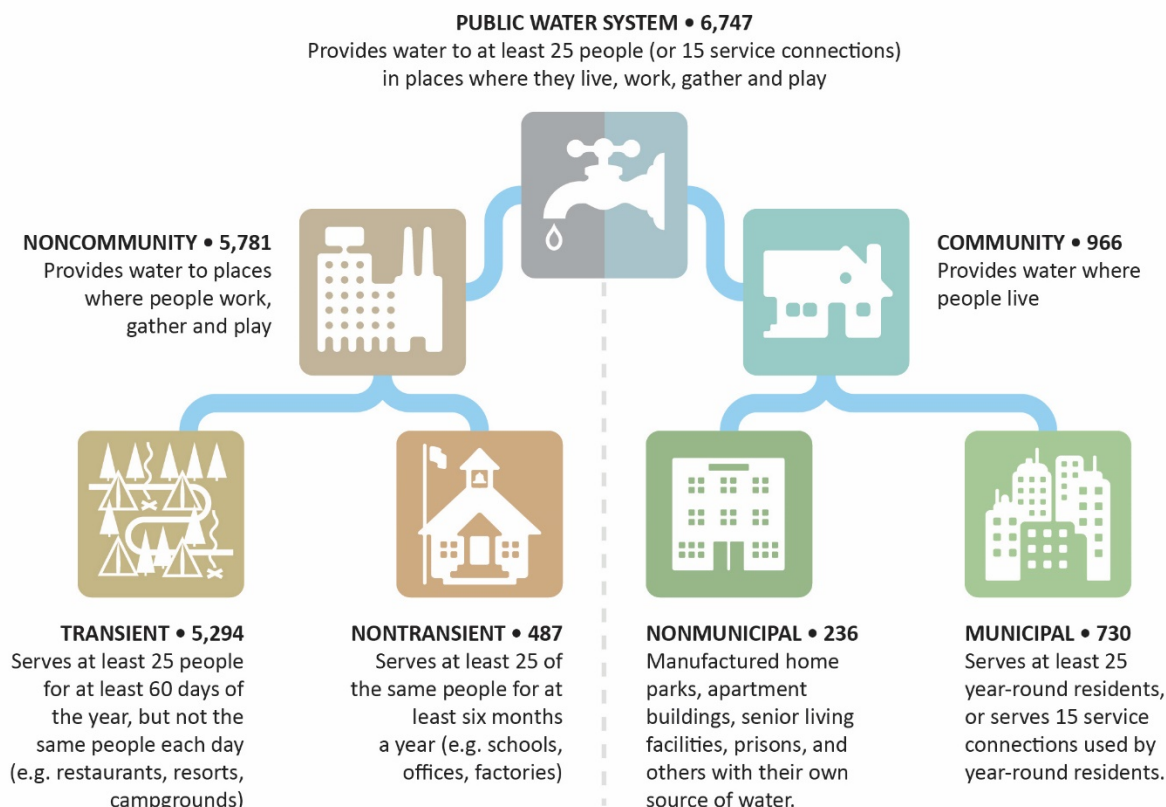 PUBLIC WATER SYSTEM • 6,747
Provides water to at least 25 people (or 15 service connections)
in places where they live, work, gather and play
NONCOMMUNITY • 5,781
Provides water to places
where people work,
gather and play
COMMUNITY • 966
Provides water where
people live
TRANSIENT • 5,294
Serves at least 25 people
for at least 60 days of
the year, but not the
same people each day
(e.g. restaurants, resorts,
campgrounds)
NONTRANSIENT • 487
Serves at least 25 of
the same people for at
least six months
a year (e.g. schools,
offices, factories)
NONMUNICIPAL • 236
Manufactured home
parks, apartment
buildings, senior living
facilities, prisons, and
others with their own
source of water.
MUNICIPAL • 730
Serves at least 25
year-round residents,
or serves 15 service
connections used by
year-round residents.